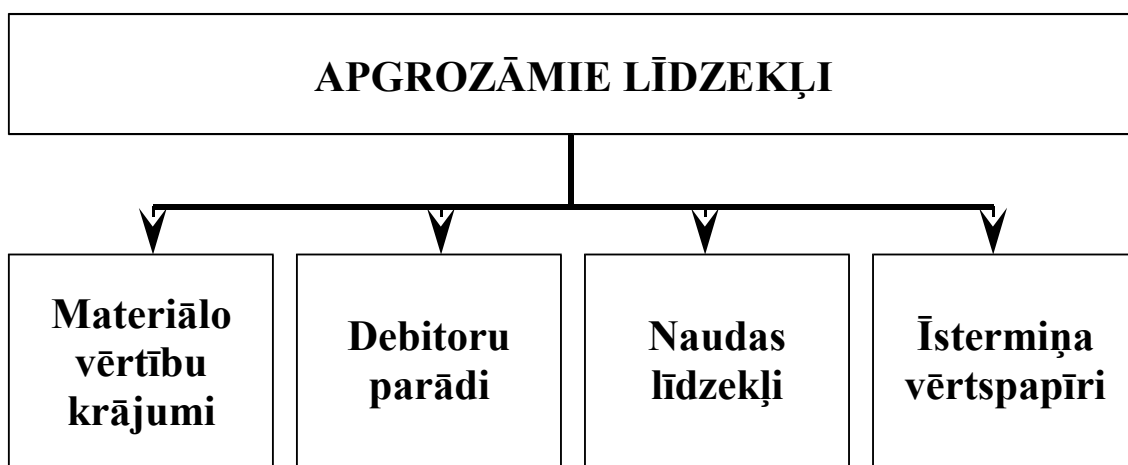 APGROZĀMIE LĪDZEKĻI
Materiālo
vērtību
krājumi
Debitoru
parādi
Naudas
līdzekļi
Īstermiņa
vērtspapīri